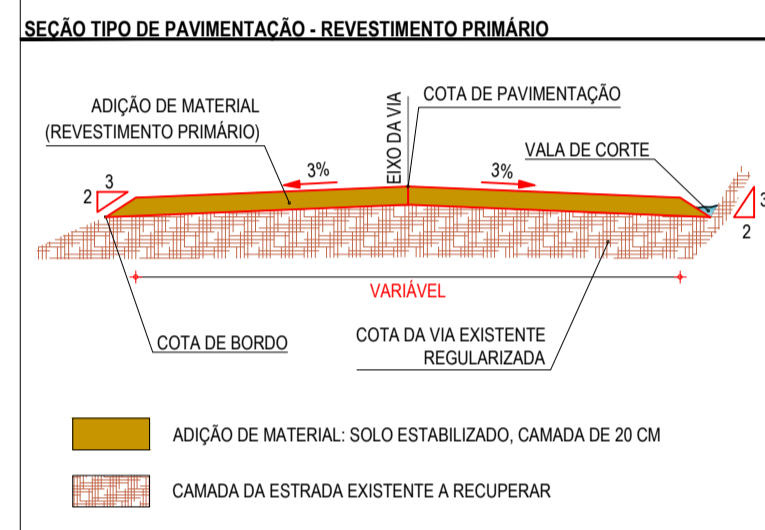 SEÇÃO TIPO DE PAVIMENTAÇÃO - REVESTIMENTO PRIMÁRIO
ADIÇÃO DE MATERIAL
(REVESTIMENTO PRIMÁRIO)
EIXO DA VIA
COTA DE PAVIMENTAÇÃO
VALA DE CORTE
3%
3%
3
2
3
2
VARIÁVEL
COTA DE BORDO
COTA DA VIA EXISTENTE
REGULARIZADA
ADIÇÃO DE MATERIAL: SOLO ESTABILIZADO, CAMADA DE 20 CM
CAMADA DA ESTRADA EXISTENTE A RECUPERAR